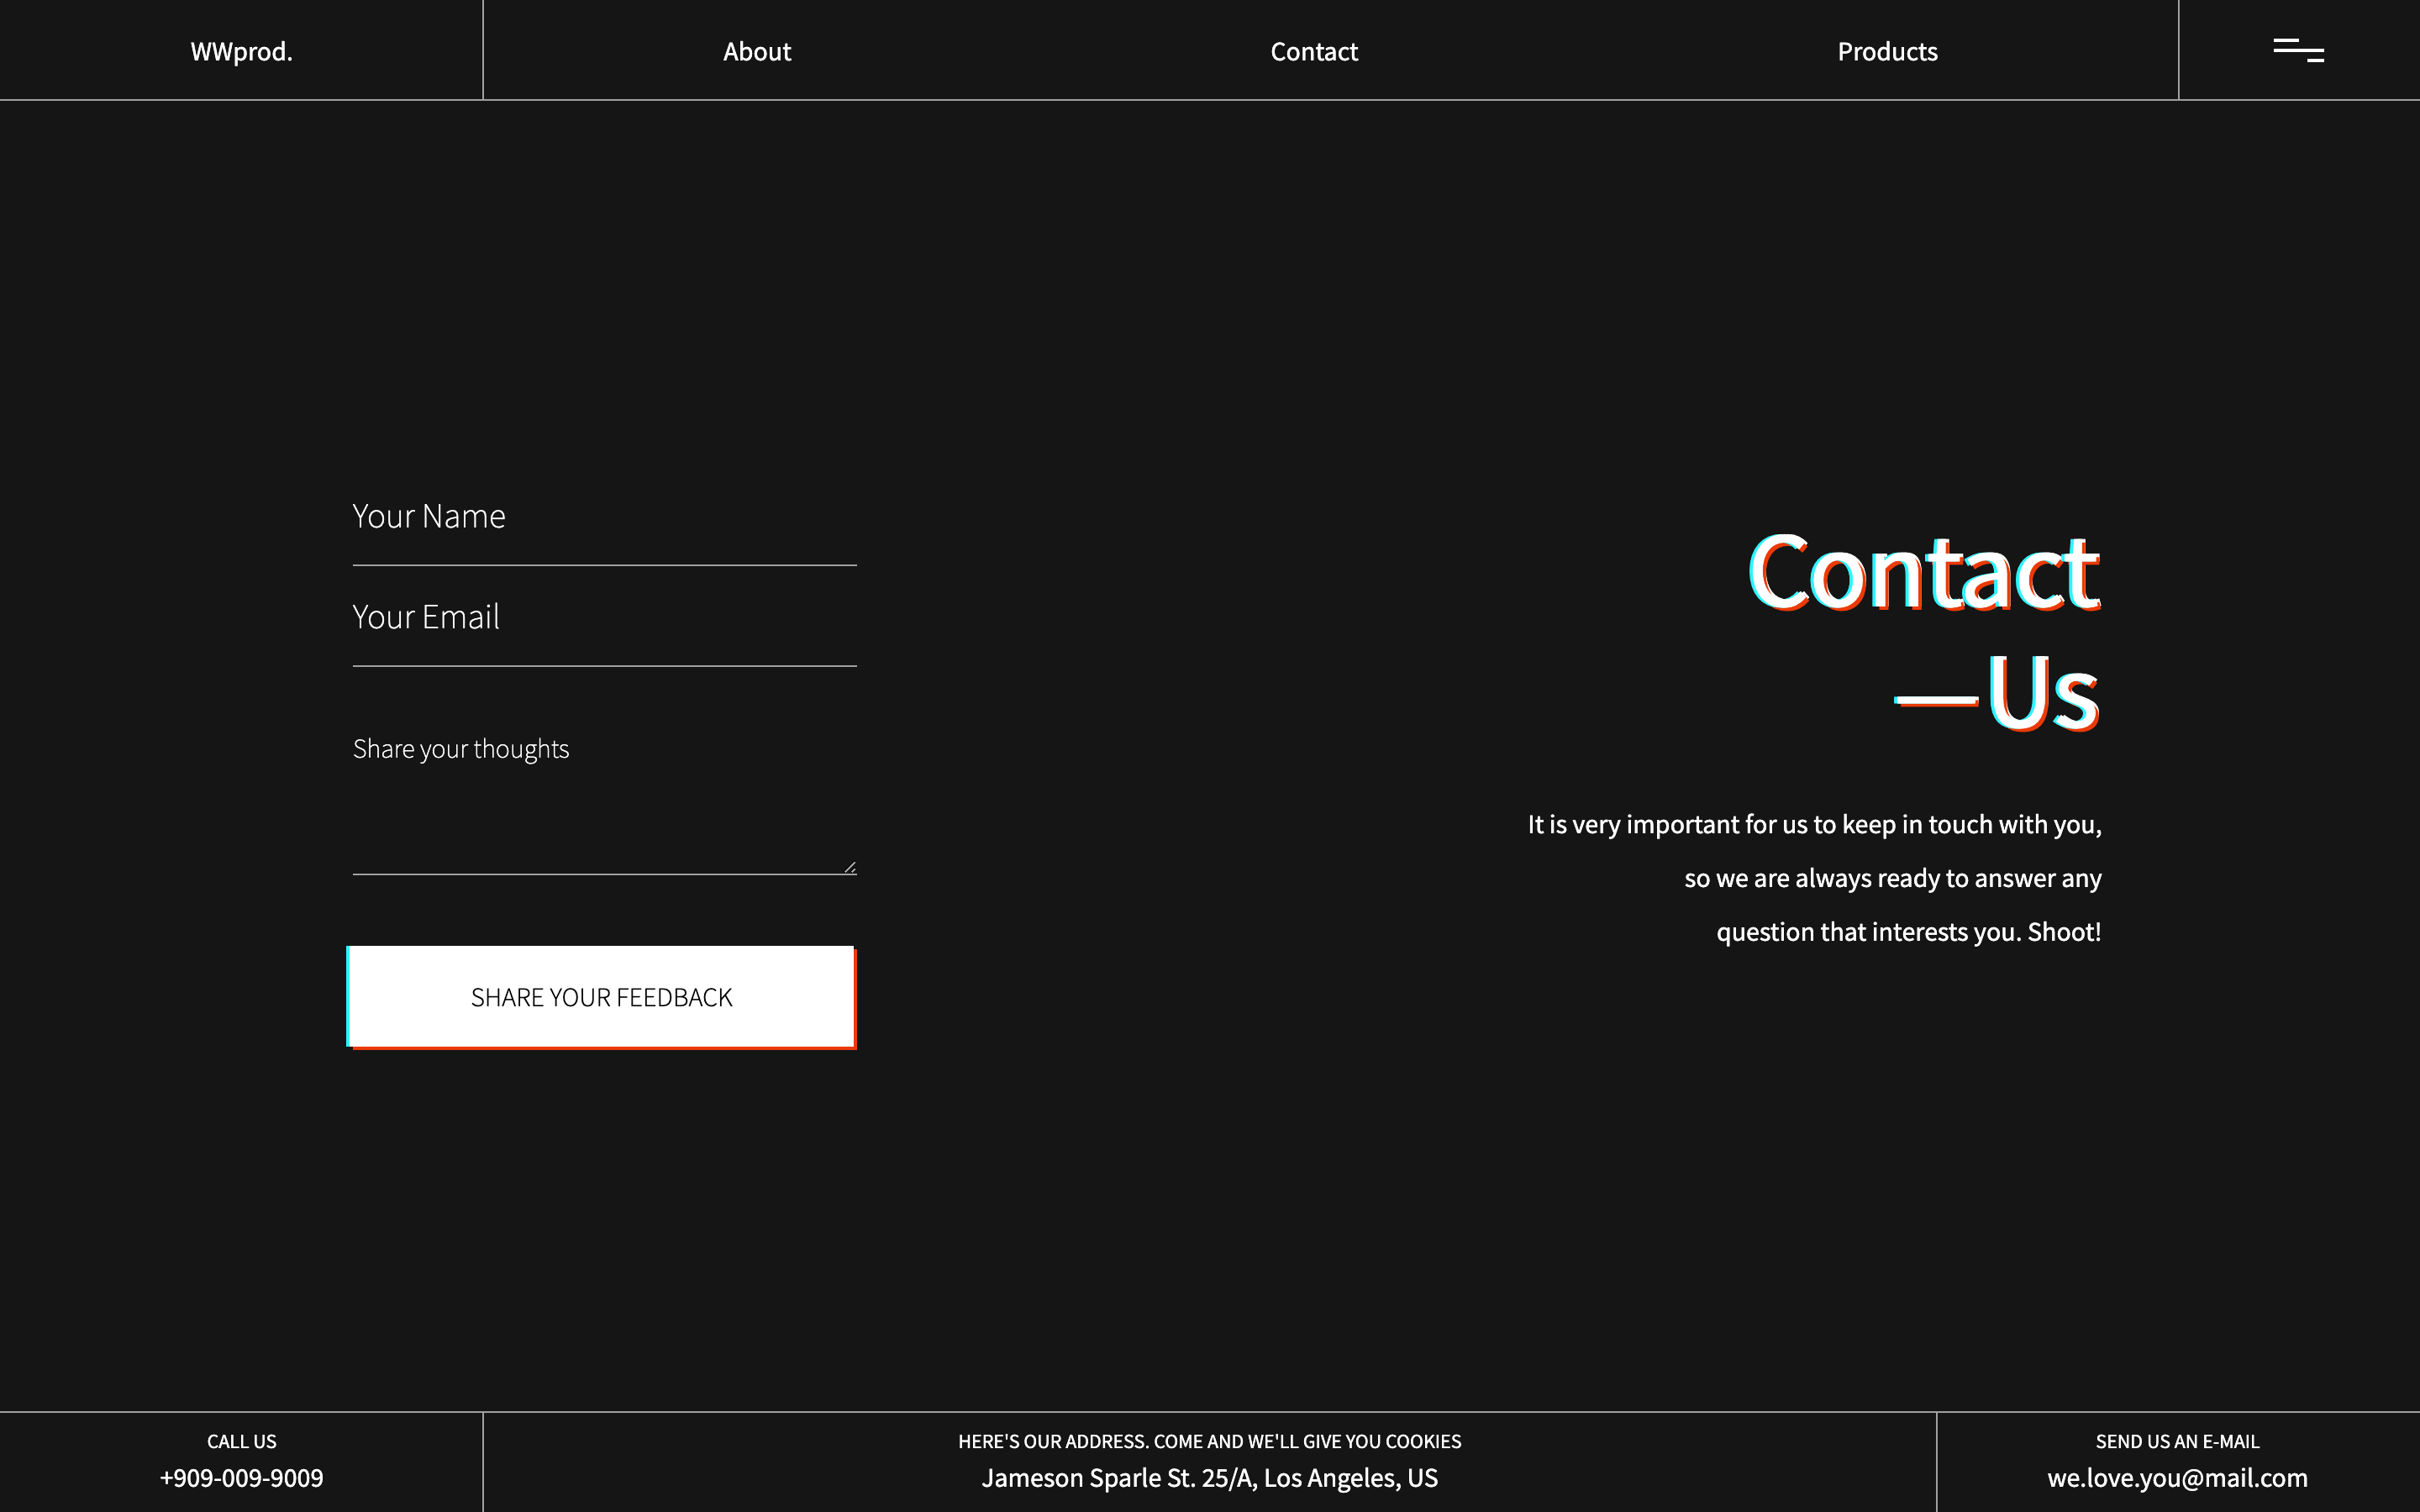 WWprod.
About
Contact
Products
Your Name
Your Email
Share your thoughts
SHARE YOUR FEEDBACK
Contact
—Us
It is very important for us to keep in touch with you,
so we are always ready to answer any
question that interests you. Shoot!
CALL US
+909-009-9009
HERE'S OUR ADDRESS. COME AND WE'LL GIVE YOU COOKIES
Jameson Sparle St. 25/A, Los Angeles, US
SEND US AN E-MAIL
we.love.you@mail.com